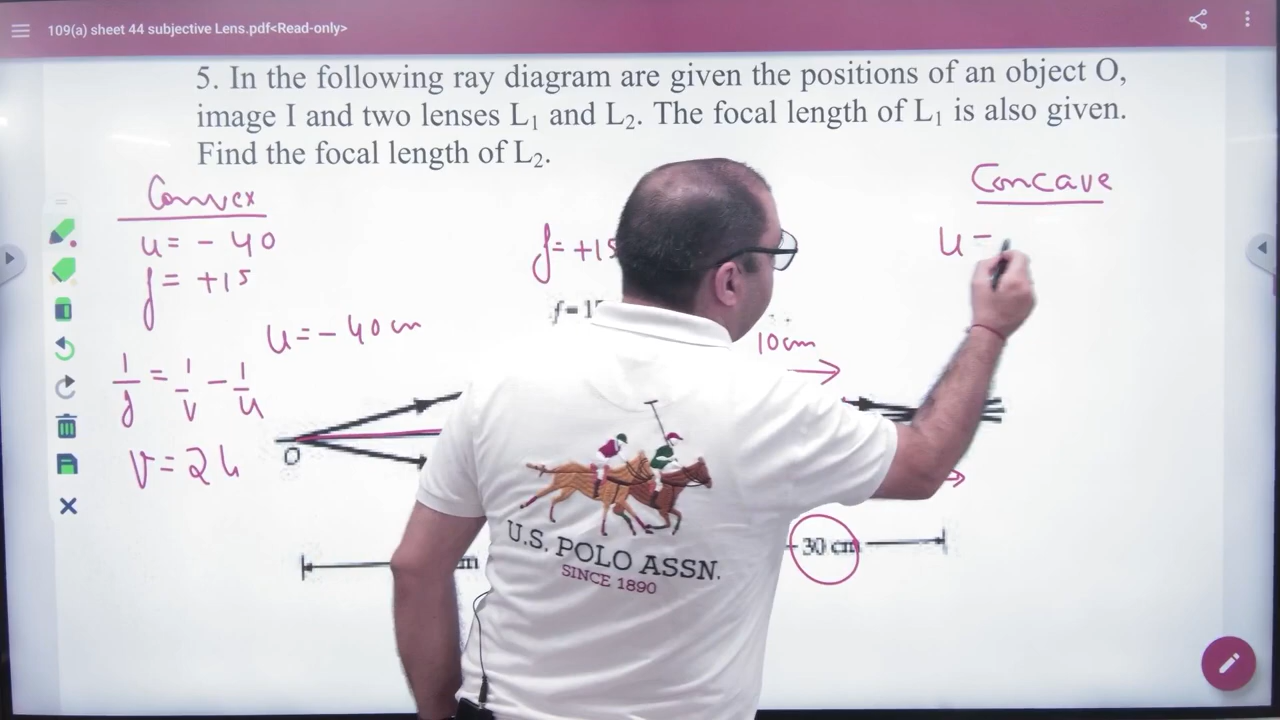 109(a) sheet 44 subjective Lens.pdf<Read-only>
5. In the following ray diagram are given the positions of an object O,
image I and two lenses L₁ and L₂. The focal length of L₁ is also given.
Find the focal length of L₂.
Convex
u = - 40
f = +15
1/f = 1/v - 1/u
v = 24
u = - 40 cm
f = +15
f = 1
10cm
O
30 cm
Concave
u =
U.S. POLO ASSN.
SINCE 1890